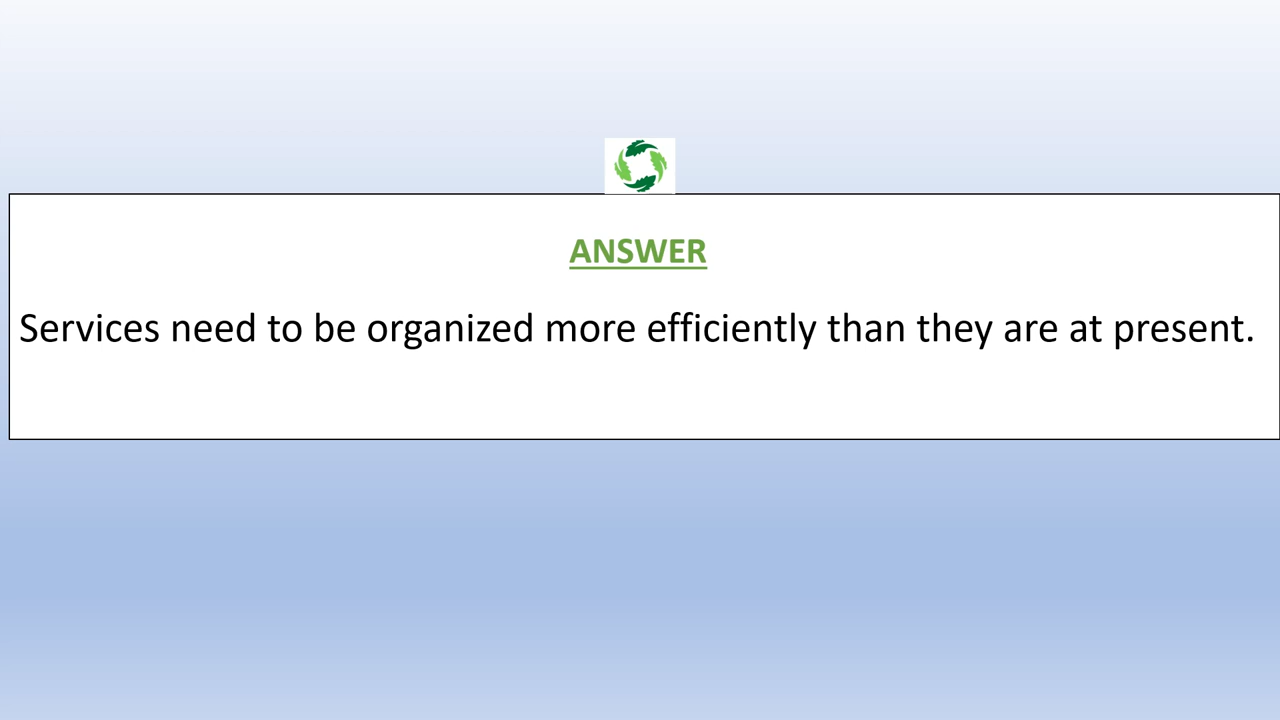 ANSWER
Services need to be organized more efficiently than they are at present.